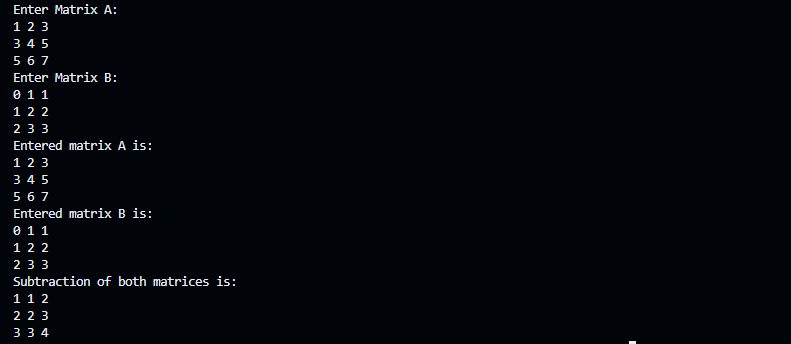 Enter Matrix A:
1 2 3
3 4 5
5 6 7
Enter Matrix B:
0 1 1
1 2 2
2 3 3
Entered matrix A is:
1 2 3
3 4 5
5 6 7
Entered matrix B is:
0 1 1
1 2 2
2 3 3
Subtraction of both matrices is:
1 1 2
2 2 3
3 3 4